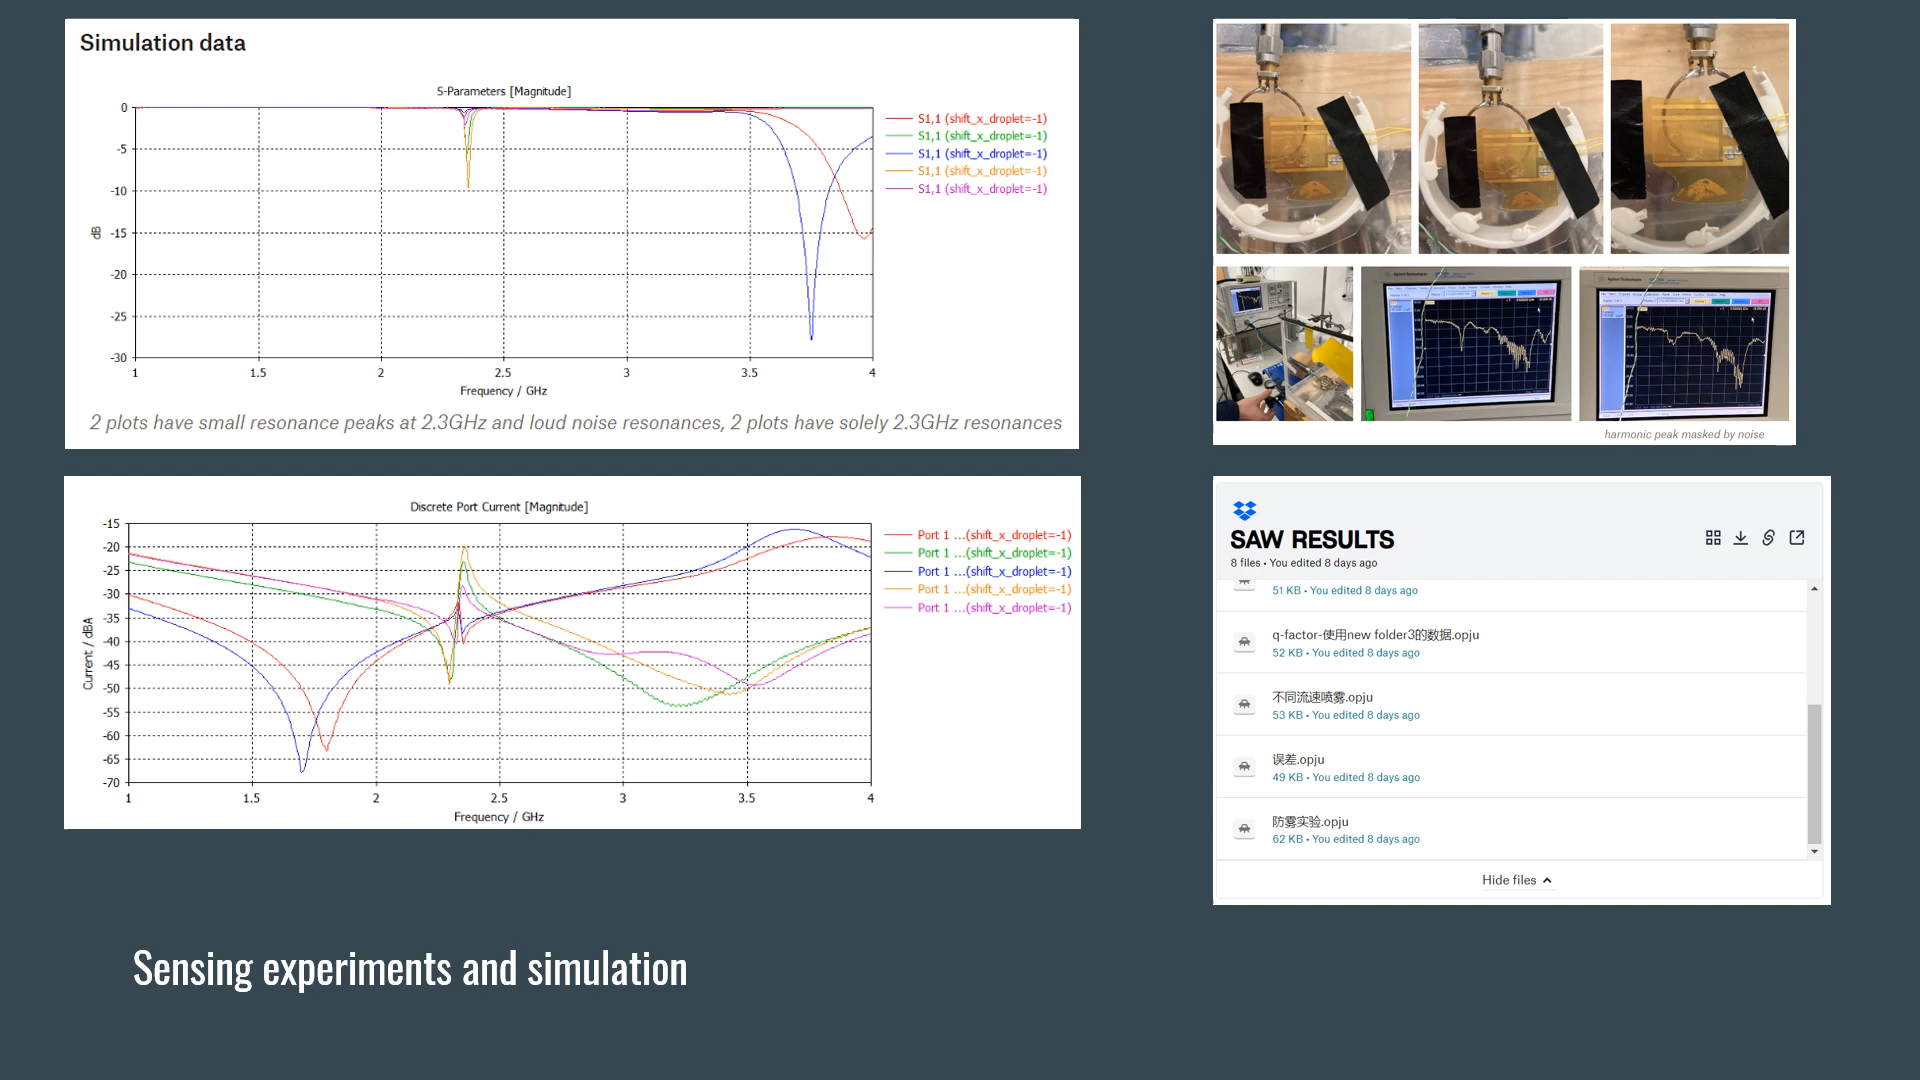 Simulation data
S-Parameters [Magnitude]
0
-5
-10
-15
-20
-25
-30
dB
1
1.5
2
2.5
3
3.5
4
Frequency / GHz
S1,1 (shift_x_droplet=-1)
S1,1 (shift_x_droplet=-1)
S1,1 (shift_x_droplet=-1)
S1,1 (shift_x_droplet=-1)
S1,1 (shift_x_droplet=-1)
2 plots have small resonance peaks at 2.3GHz and loud noise resonances, 2 plots have solely 2.3GHz resonances
harmonic peak masked by noise
Discrete Port Current [Magnitude]
-15
-20
-25
-30
-35
-40
-45
-50
-55
-60
-65
-70
Current / dBA
1
1.5
2
2.5
3
3.5
4
Frequency / GHz
Port 1 ...(shift_x_droplet=-1)
Port 1 ...(shift_x_droplet=-1)
Port 1 ...(shift_x_droplet=-1)
Port 1 ...(shift_x_droplet=-1)
Port 1 ...(shift_x_droplet=-1)
SAW RESULTS
8 files • You edited 8 days ago
51 KB • You edited 8 days ago
q-factor-使用new folder3的数据.opju
52 KB • You edited 8 days ago
不同流速喷雾.opju
53 KB • You edited 8 days ago
误差.opju
49 KB • You edited 8 days ago
防雾实验.opju
62 KB • You edited 8 days ago
Hide files
Sensing experiments and simulation